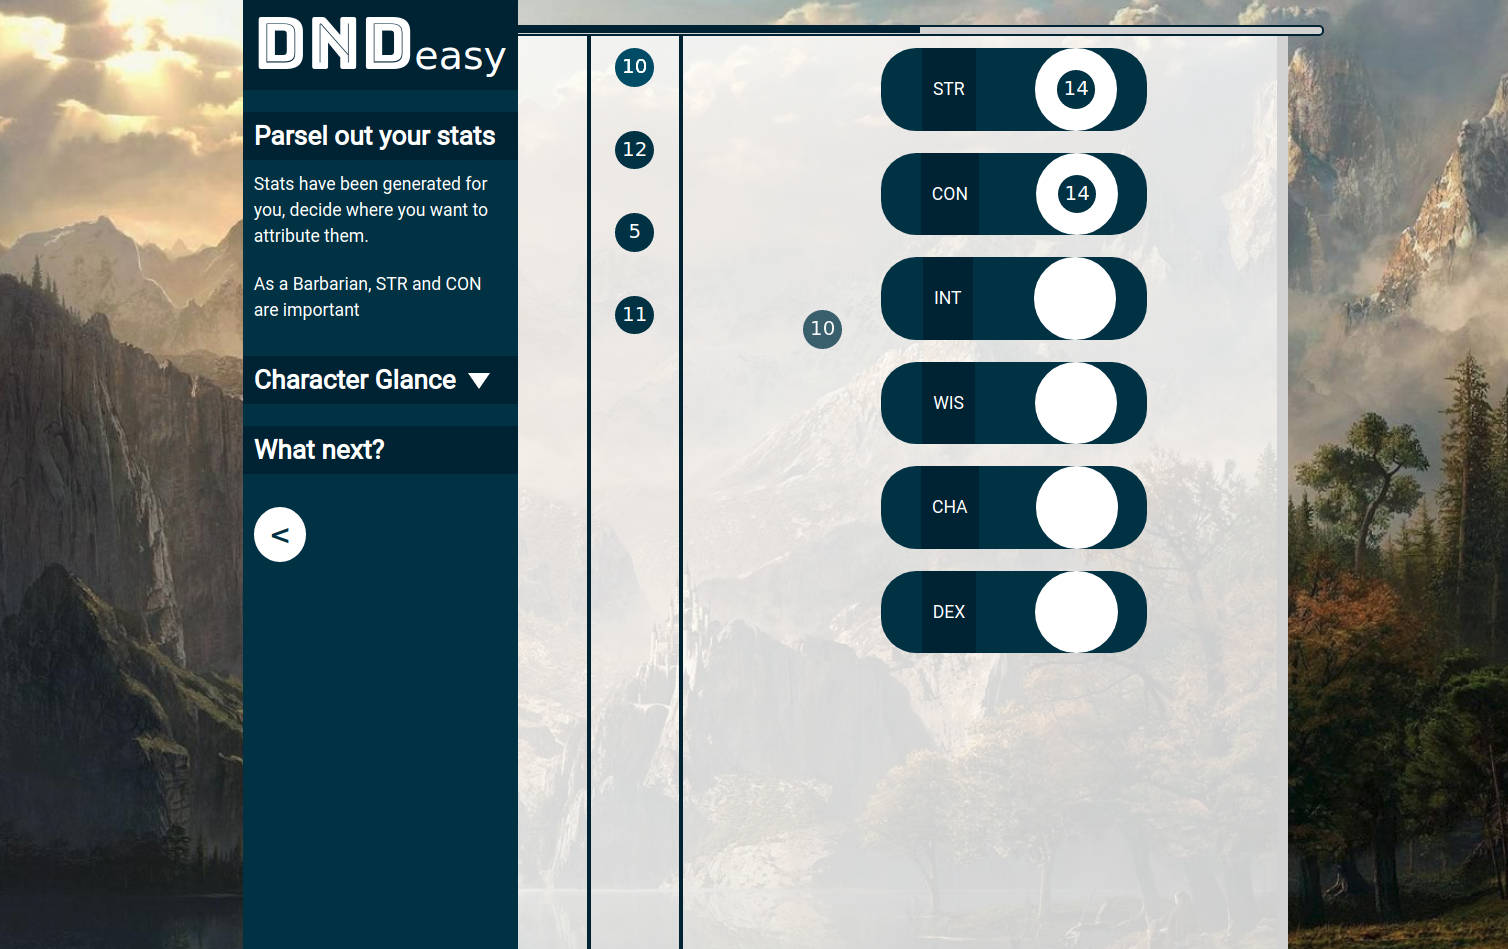 DNDeasy
Parsel out your stats
Stats have been generated for
you, decide where you want to
attribute them.
As a Barbarian, STR and CON
are important
Character Glance
What next?
<
10
12
5
11
10
STR 14
CON 14
INT
WIS
CHA
DEX